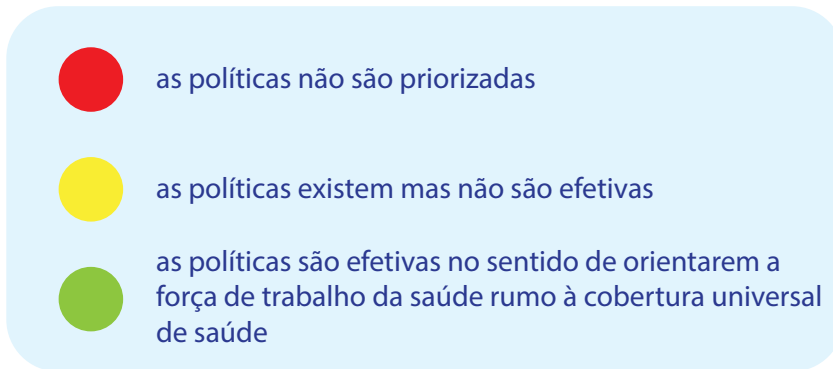 as políticas não são priorizadas
as políticas existem mas não são efetivas
as políticas são efetivas no sentido de orientarem a
força de trabalho da saúde rumo à cobertura universal
de saúde